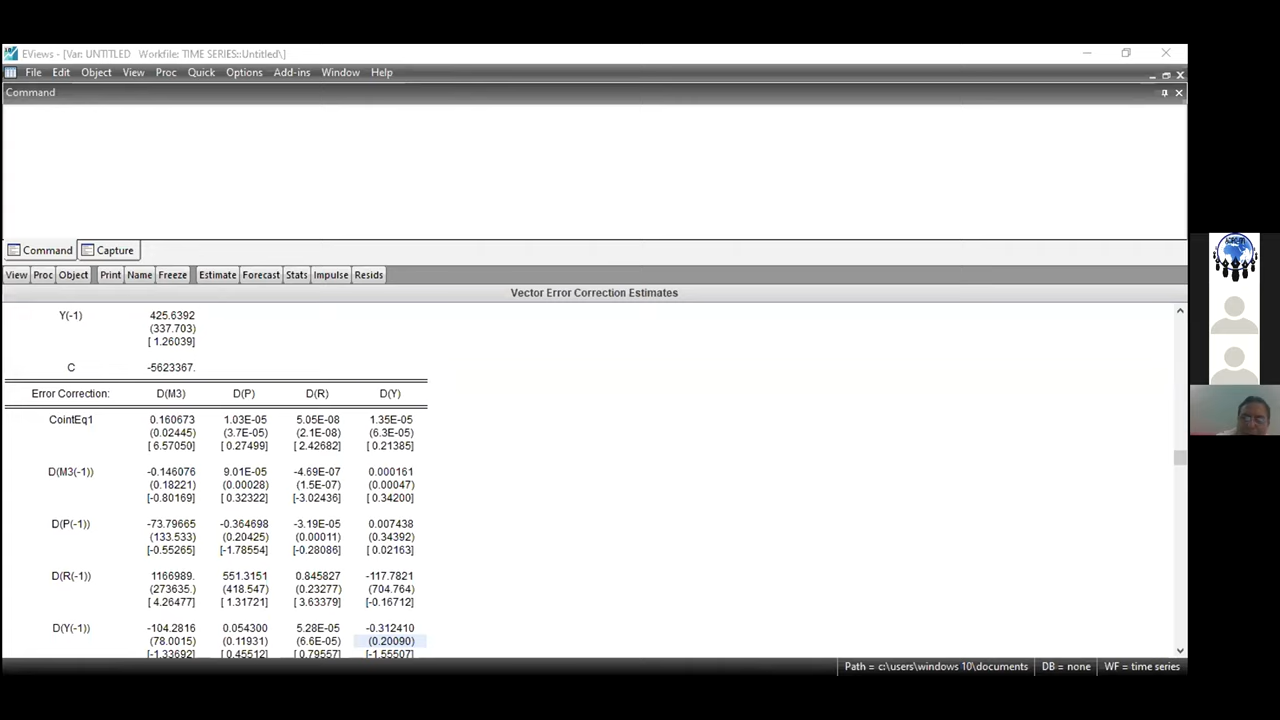 EViews - [Var: UNTITLED Workfile: TIME SERIES::Untitled\]
File Edit Object View Proc Quick Options Add-ins Window Help
Command
Command Capture
View Proc Object Print Name Freeze Estimate Forecast Stats Impulse Resids
Vector Error Correction Estimates
Y(-1) 425.6392
(337.703)
[ 1.26039]
C -5623367.
Error Correction: D(M3) D(P) D(R) D(Y)
CointEq1 0.160673 1.03E-05 5.05E-08 1.35E-05
(0.02445) (3.7E-05) (2.1E-08) (6.3E-05)
[ 6.57050] [ 0.27499] [ 2.42682] [ 0.21385]
D(M3(-1)) -0.146076 9.01E-05 -4.69E-07 0.000161
(0.18221) (0.00028) (1.5E-07) (0.00047)
[-0.80169] [ 0.32322] [-3.02436] [ 0.34200]
D(P(-1)) -73.79665 -0.364698 -3.19E-05 0.007438
(133.533) (0.20425) (0.00011) (0.34392)
[-0.55265] [-1.78554] [-0.28086] [ 0.02163]
D(R(-1)) 1166989. 551.3151 0.845827 -117.7821
(273635.) (418.547) (0.23277) (704.764)
[ 4.26477] [ 1.31721] [ 3.63379] [-0.16712]
D(Y(-1)) -104.2816 0.054300 5.28E-05 -0.312410
(78.0015) (0.11931) (6.6E-05) (0.20090)
[-1.33692] [ 0.45512] [ 0.79557] [-1.55507]
Path = c:\users\windows 10\documents DB = none WF = time series